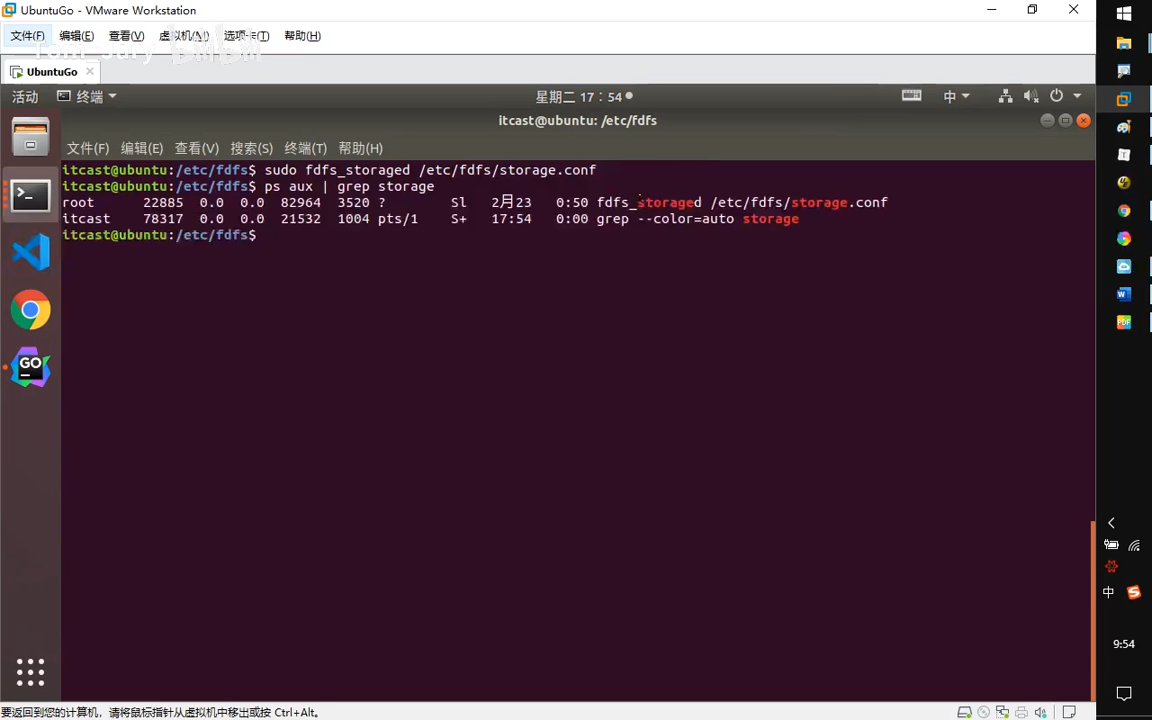 UbuntuGo - VMware Workstation
文件(F) 编辑(E) 查看(V) 虚拟机(M) 选项卡(T) 帮助(H)
UbuntuGo
活动 终端 星期二 17：54 中
itcast@ubuntu: /etc/fdfs
文件(F) 编辑(E) 查看(V) 搜索(S) 终端(T) 帮助(H)
itcast@ubuntu:/etc/fdfs$ sudo fdfs_storaged /etc/fdfs/storage.conf
itcast@ubuntu:/etc/fdfs$ ps aux | grep storage
root 22885 0.0 0.0 82964 3520 ? Sl 2月23 0:50 fdfs_storaged /etc/fdfs/storage.conf
itcast 78317 0.0 0.0 21532 1004 pts/1 S+ 17:54 0:00 grep --color=auto storage
itcast@ubuntu:/etc/fdfs$
GO
W
PDF
中
9:54
要返回到您的计算机，请将鼠标指针从虚拟机中移出或按 Ctrl+Alt。